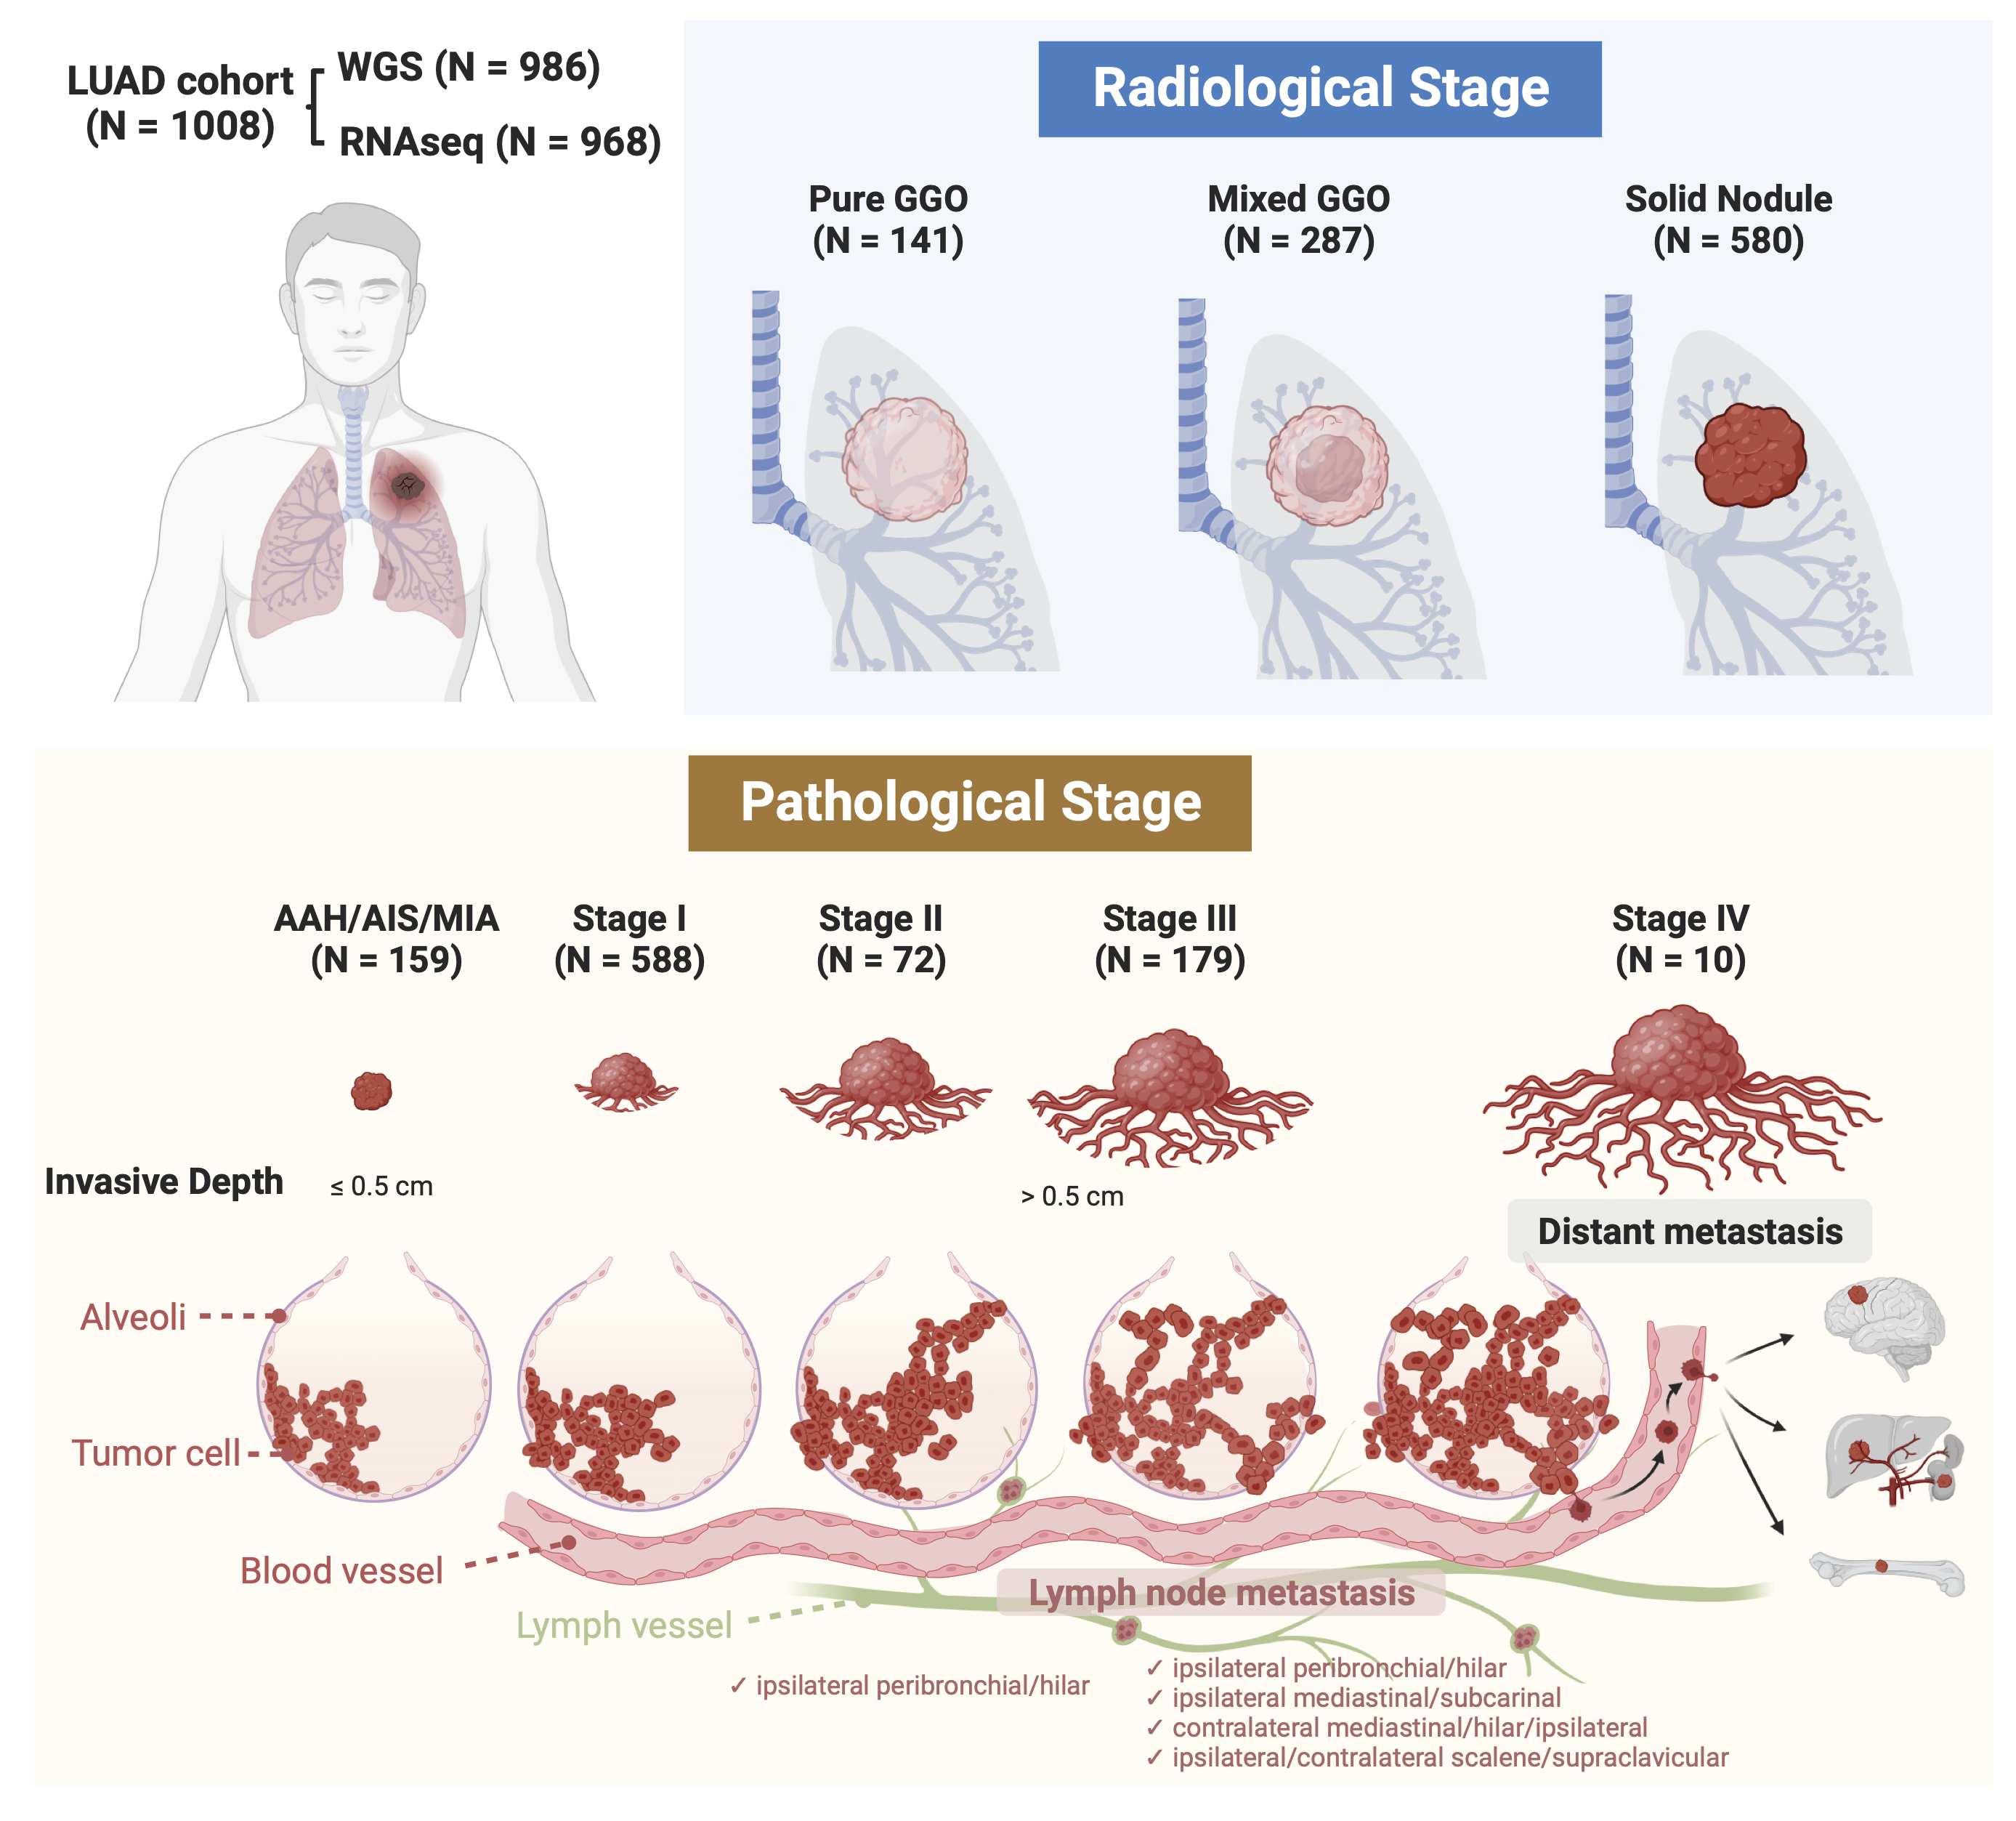 LUAD cohort
(N = 1008)
WGS (N = 986)
RNAseq (N = 968)
Radiological Stage
Pure GGO
(N = 141)
Mixed GGO
(N = 287)
Solid Nodule
(N = 580)
Pathological Stage
AAH/AIS/MIA
(N = 159)
Stage I
(N = 588)
Stage II
(N = 72)
Stage III
(N = 179)
Stage IV
(N = 10)
Invasive Depth
≤ 0.5 cm
> 0.5 cm
Distant metastasis
Alveoli
Tumor cell
Blood vessel
Lymph vessel
Lymph node metastasis
✓ ipsilateral peribronchial/hilar
✓ ipsilateral peribronchial/hilar
✓ ipsilateral mediastinal/subcarinal
✓ contralateral mediastinal/hilar/ipsilateral
✓ ipsilateral/contralateral scalene/supraclavicular